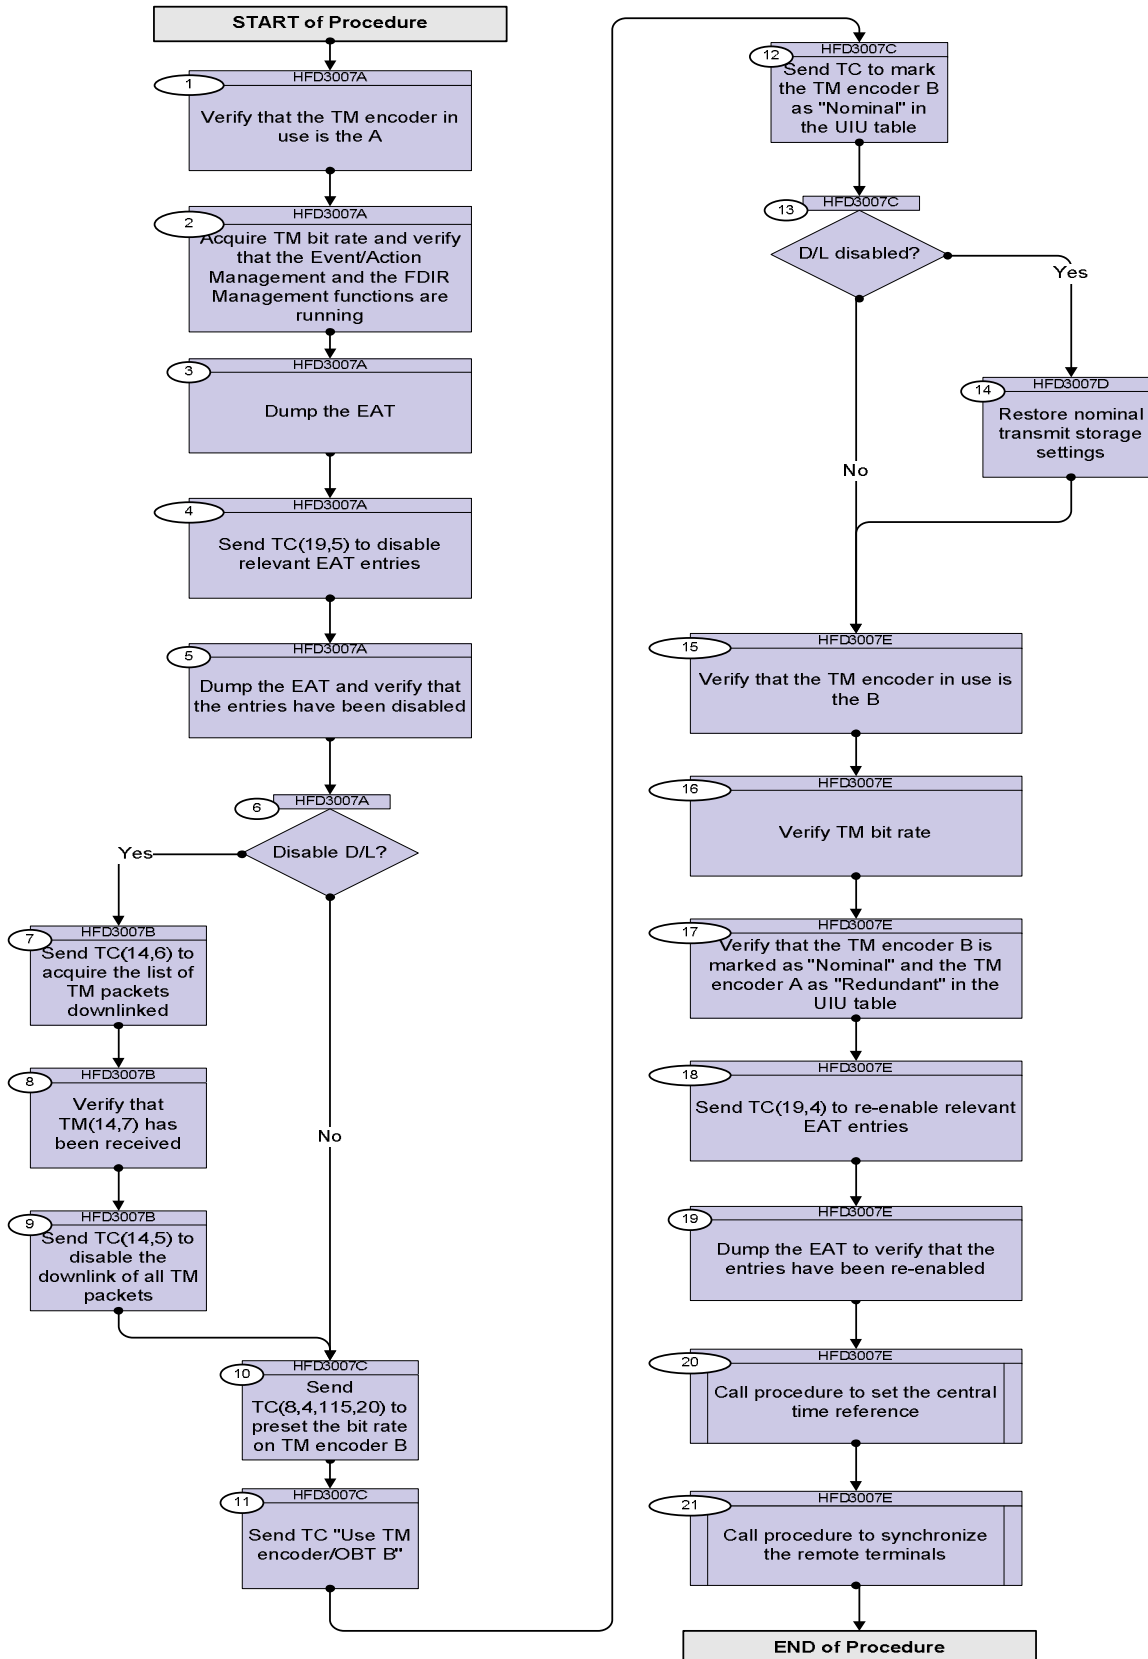 START of Procedure
HFD3007A
1
Verify that the TM encoder in
use is the A
HFD3007A
2
Acquire TM bit rate and verify
that the Event/Action
Management and the FDIR
Management functions are
running
HFD3007A
3
Dump the EAT
HFD3007A
4
Send TC(19,5) to disable
relevant EAT entries
HFD3007A
5
Dump the EAT and verify that
the entries have been disabled
HFD3007A
6
Disable D/L?
Yes
No
HFD3007B
7
Send TC(14,6) to
acquire the list of
TM packets
downlinked
HFD3007B
8
Verify that
TM(14,7) has
been received
HFD3007B
9
Send TC(14,5) to
disable the
downlink of all TM
packets
HFD3007C
10
Send
TC(8,4,115,20) to
preset the bit rate
on TM encoder B
HFD3007C
11
Send TC "Use TM
encoder/OBT B"
HFD3007C
12
Send TC to mark
the TM encoder B
as "Nominal" in
the UIU table
HFD3007C
13
D/L disabled?
Yes
No
HFD3007D
14
Restore nominal
transmit storage
settings
HFD3007E
15
Verify that the TM encoder in use is
the B
HFD3007E
16
Verify TM bit rate
HFD3007E
17
Verify that the TM encoder B is
marked as "Nominal" and the TM
encoder A as "Redundant" in the
UIU table
HFD3007E
18
Send TC(19,4) to re-enable relevant
EAT entries
HFD3007E
19
Dump the EAT to verify that the
entries have been re-enabled
HFD3007E
20
Call procedure to set the central
time reference
HFD3007E
21
Call procedure to synchronize
the remote terminals
END of Procedure